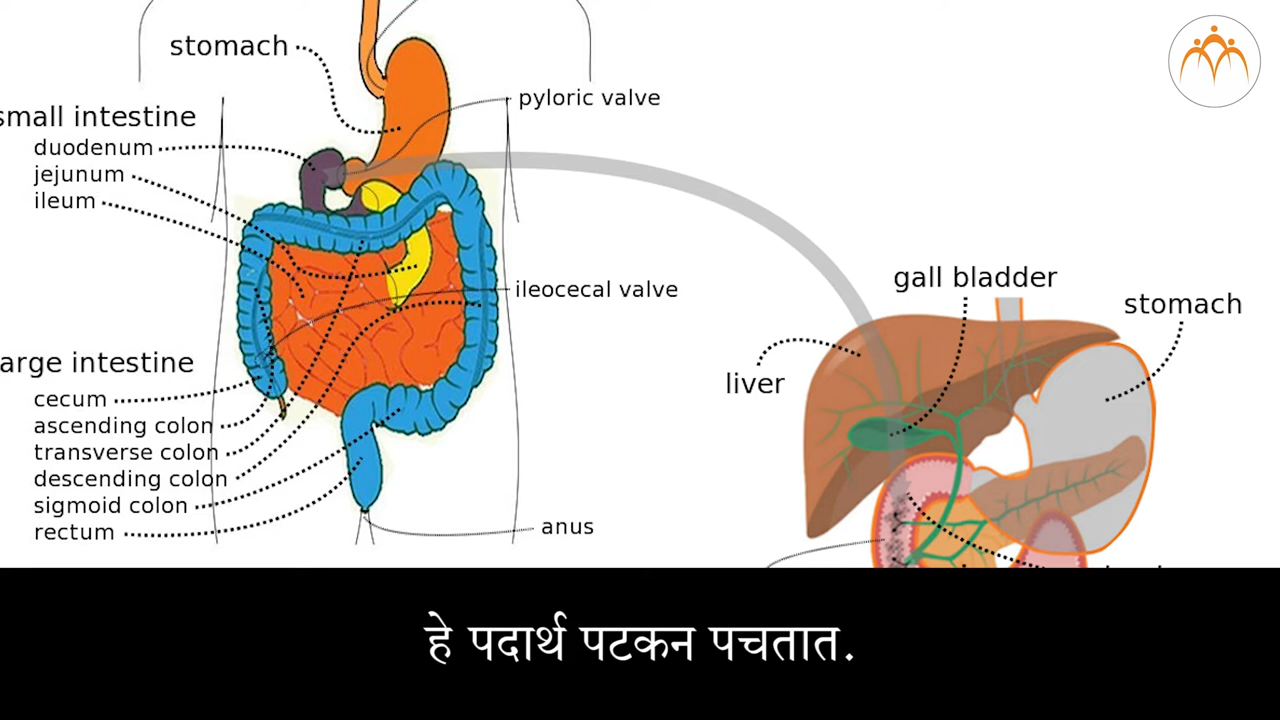 stomach
pyloric valve
small intestine
duodenum
jejunum
ileum
ileocecal valve
arge intestine
cecum
ascending colon
transverse colon
descending colon
sigmoid colon
rectum
anus
gall bladder
stomach
liver
हे पदार्थ पटकन पचतात.